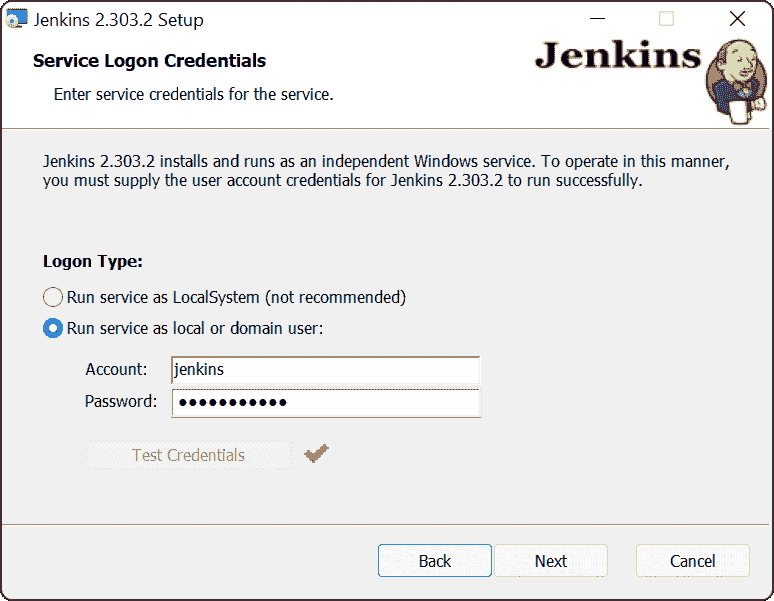 Jenkins 2.303.2 Setup
Service Logon Credentials
Jenkins
Enter service credentials for the service.
Jenkins 2.303.2 installs and runs as an independent Windows service. To operate in this manner,
you must supply the user account credentials for Jenkins 2.303.2 to run successfully.
Logon Type:
Run service as LocalSystem (not recommended)
Run service as local or domain user:
Account: jenkins
Password: ●●●●●●●●●●●
Test Credentials
Back Next Cancel